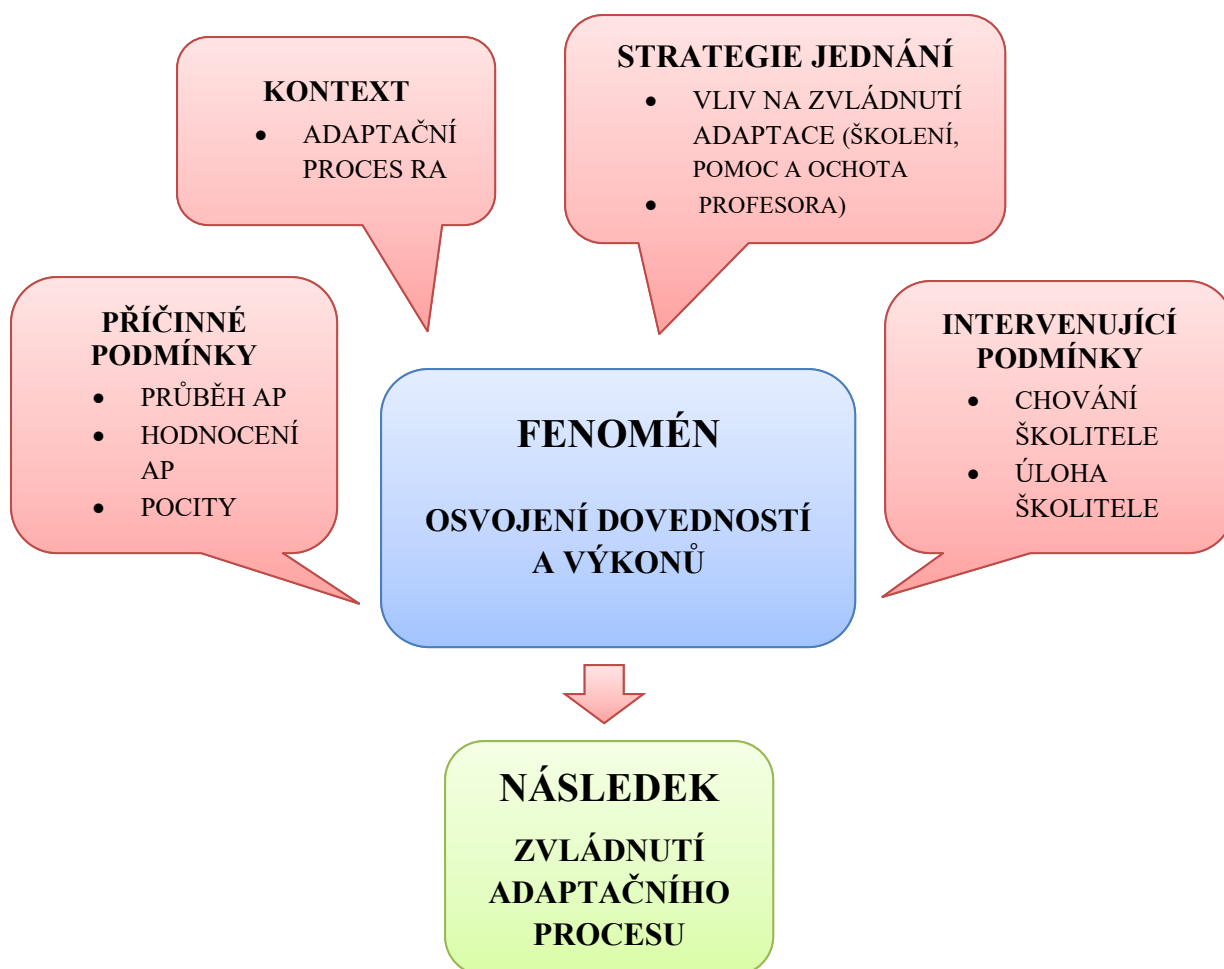 KONTEXT
• ADAPTAČNÍ
PROCES RA
STRATEGIE JEDNÁNÍ
• VLIV NA ZVLÁDNUTÍ
ADAPTACE (ŠKOLENÍ,
POMOC A OCHOTA
• PROFESORA)
PŘÍČINNÉ
PODMÍNKY
• PRŮBĚH AP
• HODNOCENÍ
AP
• POCITY
FENOMÉN
OSVOJENÍ DOVEDNOSTÍ
A VÝKONŮ
INTERVENUJÍCÍ
PODMÍNKY
• CHOVÁNÍ
ŠKOLITELE
• ÚLOHA
ŠKOLITELE
NÁSLEDEK
ZVLÁDNUTÍ
ADAPTAČNÍHO
PROCESU